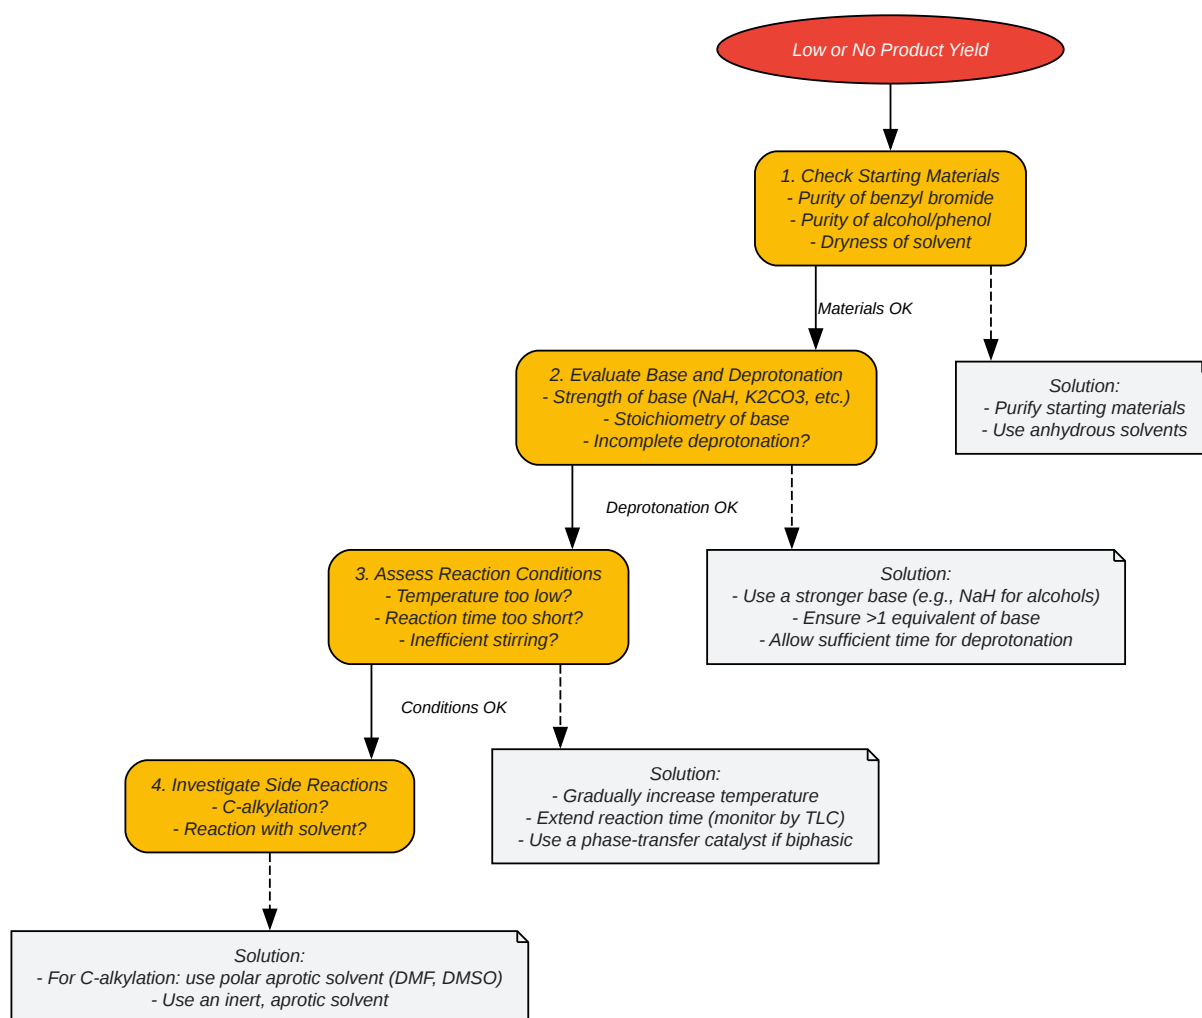 Low or No Product Yield
1. Check Starting Materials
- Purity of benzyl bromide
- Purity of alcohol/phenol
- Dryness of solvent
Materials OK
2. Evaluate Base and Deprotonation
- Strength of base (NaH, K2CO3, etc.)
- Stoichiometry of base
- Incomplete deprotonation?
Solution:
- Purify starting materials
- Use anhydrous solvents
Deprotonation OK
3. Assess Reaction Conditions
- Temperature too low?
- Reaction time too short?
- Inefficient stirring?
Solution:
- Use a stronger base (e.g., NaH for alcohols)
- Ensure >1 equivalent of base
- Allow sufficient time for deprotonation
Conditions OK
4. Investigate Side Reactions
- C-alkylation?
- Reaction with solvent?
Solution:
- Gradually increase temperature
- Extend reaction time (monitor by TLC)
- Use a phase-transfer catalyst if biphasic
Solution:
- For C-alkylation: use polar aprotic solvent (DMF, DMSO)
- Use an inert, aprotic solvent